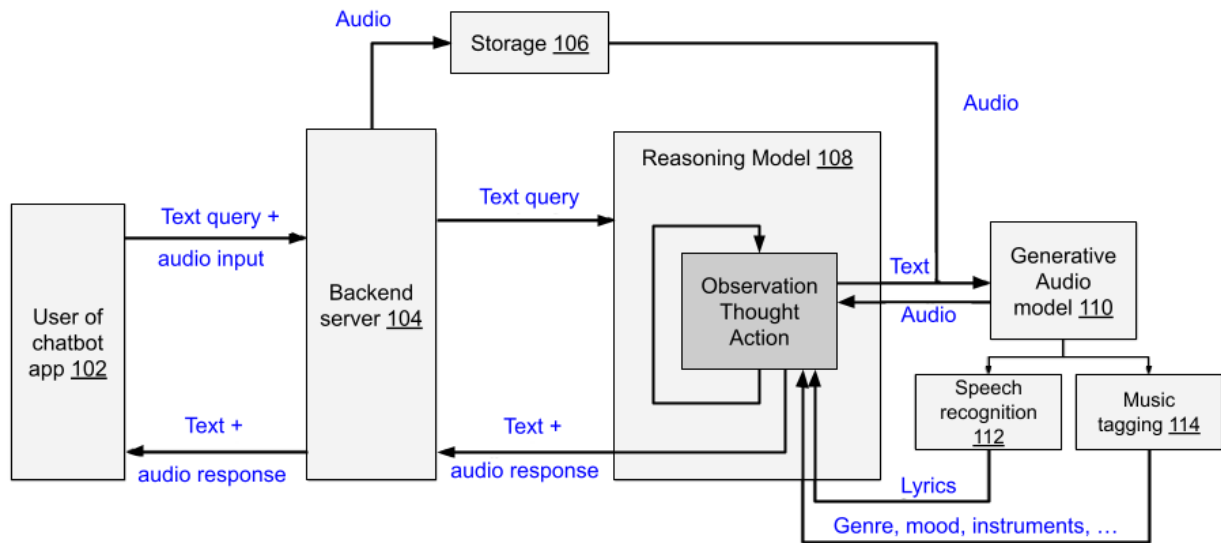 Audio
Storage 106
Audio
Reasoning Model 108
Text query +
audio input
Text query
Backend
server 104
User of
chatbot
app 102
Observation
Thought
Action
Text
Audio
Generative
Audio
model 110
Speech
recognition
112
Music
tagging 114
Text +
audio response
Text +
audio response
Lyrics
Genre, mood, instruments, …